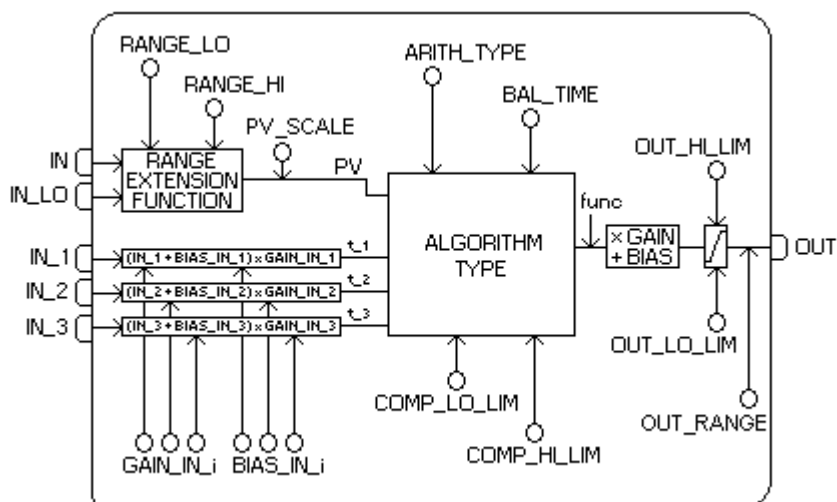 RANGE_LO
ARITH_TYPE
RANGE_HI
BAL_TIME
PV_SCALE
OUT_HI_LIM
IN
IN_LO
RANGE
EXTENSION
FUNCTION
PV
func
ALGORITHM
TYPE
× GAIN
+ BIAS
OUT
IN_1
(IN_1+BIAS_IN_1)×GAIN_IN_1
t_1
IN_2
(IN_2+BIAS_IN_2)×GAIN_IN_2
t_2
IN_3
(IN_3+BIAS_IN_3)×GAIN_IN_3
t_3
OUT_LO_LIM
COMP_LO_LIM
OUT_RANGE
GAIN_IN_i
BIAS_IN_i
COMP_HI_LIM